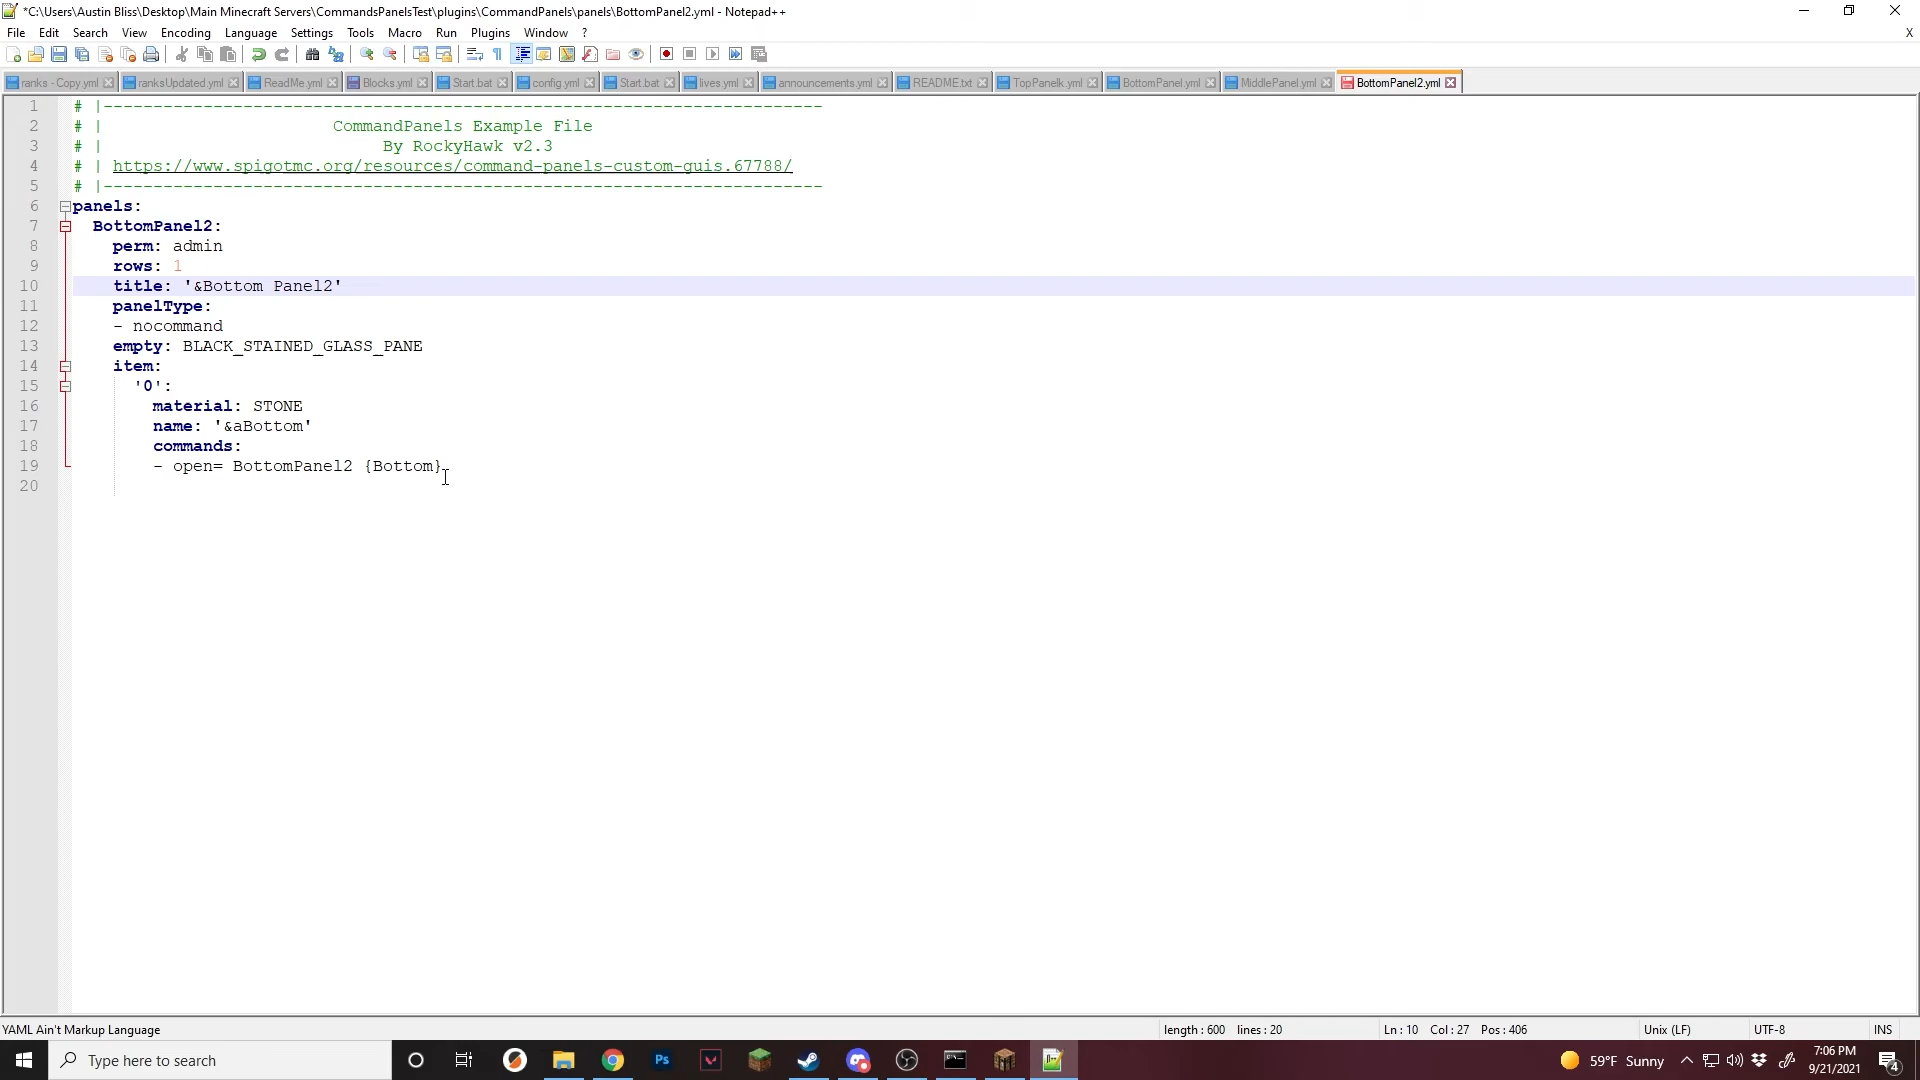 *C:\Users\Austin Bliss\Desktop\Main Minecraft Servers\CommandsPanelsTest\plugins\CommandPanels\panels\BottomPanel2.yml - Notepad++
File Edit Search View Encoding Language Settings Tools Macro Run Plugins Window ? X
ranks - Copy.yml ranksUpdated.yml ReadMe.yml Blocks.yml Start.bat config.yml Start.bat lives.yml announcements.yml README.txt TopPanelk.yml BottomPanel.yml MiddlePanel.yml BottomPanel2.yml
1 # |------------------------------------------------------------------------
2 # | CommandPanels Example File
3 # | By RockyHawk v2.3
4 # | https://www.spigotmc.org/resources/command-panels-custom-guis.67788/
5 # |------------------------------------------------------------------------
6 panels:
7 BottomPanel2:
8 perm: admin
9 rows: 1
10 title: '&Bottom Panel2'
11 panelType:
12 - nocommand
13 empty: BLACK_STAINED_GLASS_PANE
14 item:
15 '0':
16 material: STONE
17 name: '&aBottom'
18 commands:
19 - open= BottomPanel2 {Bottom}
20
YAML Ain't Markup Language length : 600 lines : 20 Ln : 10 Col : 27 Pos : 406 Unix (LF) UTF-8 INS
Type here to search Ps 59°F Sunny 7:06 PM
9/21/2021 4